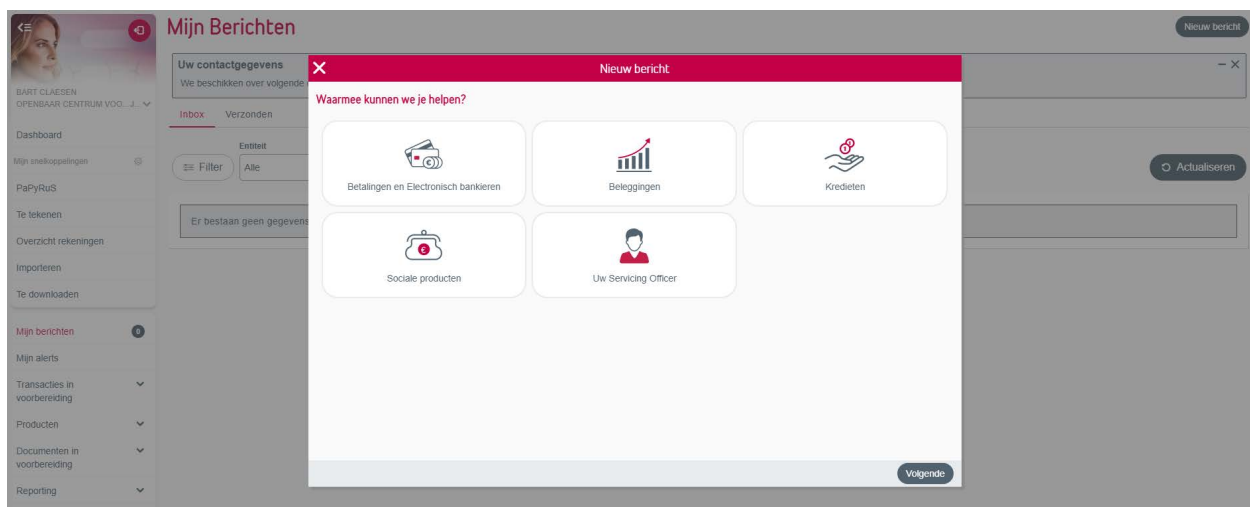 Mijn Berichten
Nieuw bericht
BART CLAESEN
OPENBAAR CENTRUM VOO... J...
Dashboard
Mijn snelkoppelingen
PaPyRuS
Te tekenen
Overzicht rekeningen
Importeren
Te downloaden
Mijn berichten
0
Mijn alerts
Transacties in
voorbereiding
Producten
Documenten in
voorbereiding
Reporting
Uw contactgegevens
We beschikken over volgende
Inbox Verzonden
Entiteit
Filter
Alle
Actualiseren
Er bestaan geen gegevens
Nieuw bericht
Waarmee kunnen we je helpen?
Betalingen en Electronisch bankieren
Beleggingen
Kredieten
Sociale producten
Uw Servicing Officer
Volgende